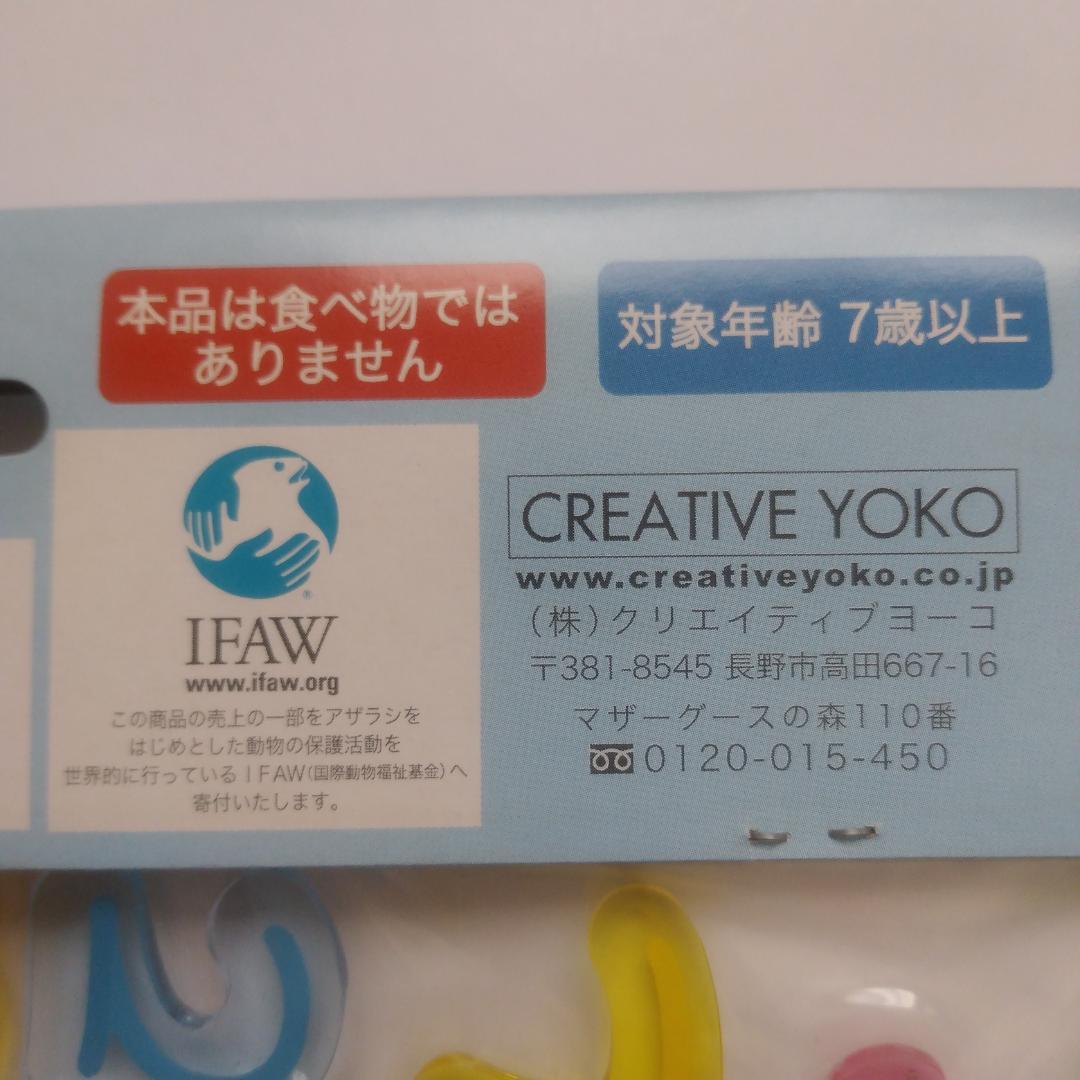 本品は食べ物では
ありません
対象年齢 7歳以上
IFAW
www.ifaw.org
この商品の売上の一部をアザラシを
はじめとした動物の保護活動を
世界的に行っているIFAW(国際動物福祉基金)へ
寄付いたします。
CREATIVE YOKO
www.creativeyoko.co.jp
(株)クリエイティブヨーコ
〒381-8545 長野市高田667-16
マザーグースの森110番
0120-015-450